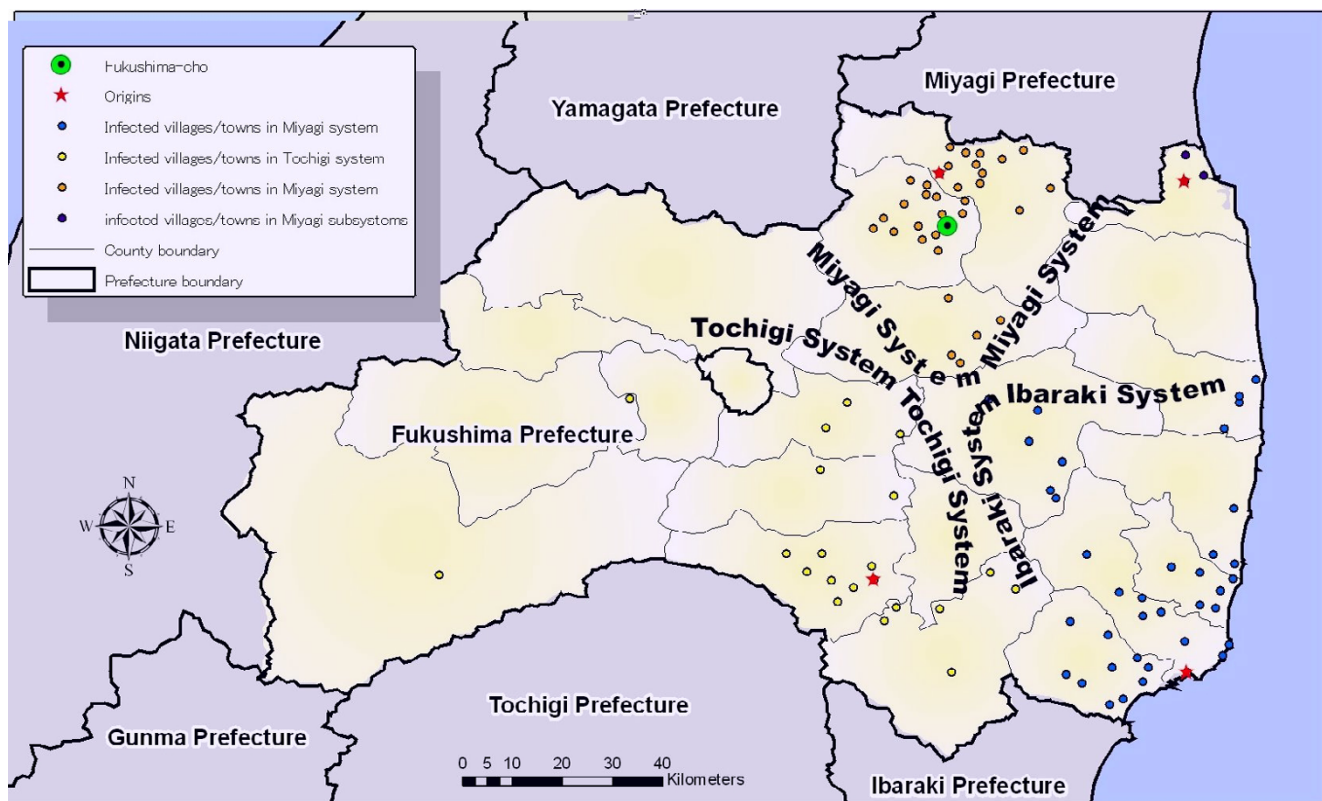 Fukushima-cho
Origins
Infected villages/towns in Miyagi system
Infected villages/towns in Tochigi system
Infected villages/towns in Miyagi system
infoctod villagos/towns in Miyagi subsystoms
County boundary
Prefecture boundary
Yamagata Prefecture
Miyagi Prefecture
Niigata Prefecture
Miyagi System
Miyagi System
Tochigi System
Tochigi System
Ibaraki System
Ibaraki System
Fukushima Prefecture
N
W E
S
Tochigi Prefecture
Gunma Prefecture
Ibaraki Prefecture
0 5 10 20 30 40
Kilometers